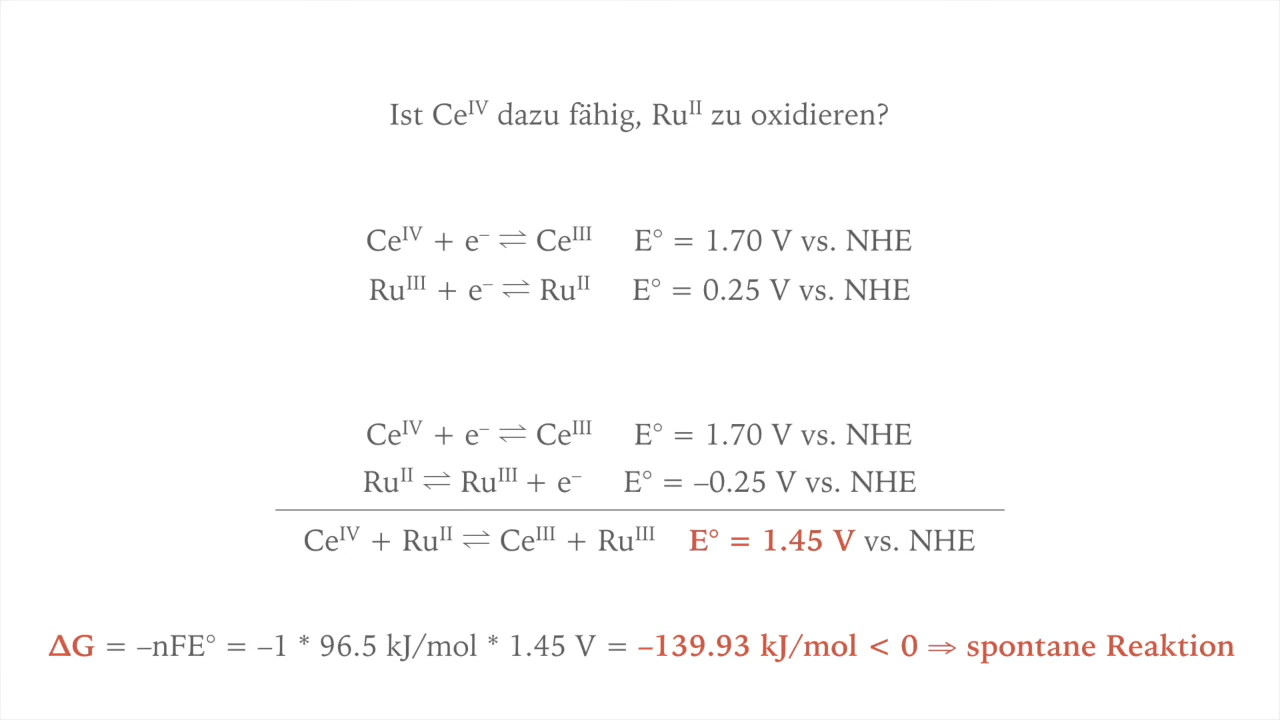 Ist Ce^IV dazu fähig, Ru^II zu oxidieren?
Ce^IV + e^– ⇌ Ce^III E° = 1.70 V vs. NHE
Ru^III + e^– ⇌ Ru^II E° = 0.25 V vs. NHE
Ce^IV + e^– ⇌ Ce^III E° = 1.70 V vs. NHE
Ru^II ⇌ Ru^III + e^– E° = –0.25 V vs. NHE
Ce^IV + Ru^II ⇌ Ce^III + Ru^III E° = 1.45 V vs. NHE
ΔG = –nFE° = –1 * 96.5 kJ/mol * 1.45 V = –139.93 kJ/mol < 0 ⇒ spontane Reaktion